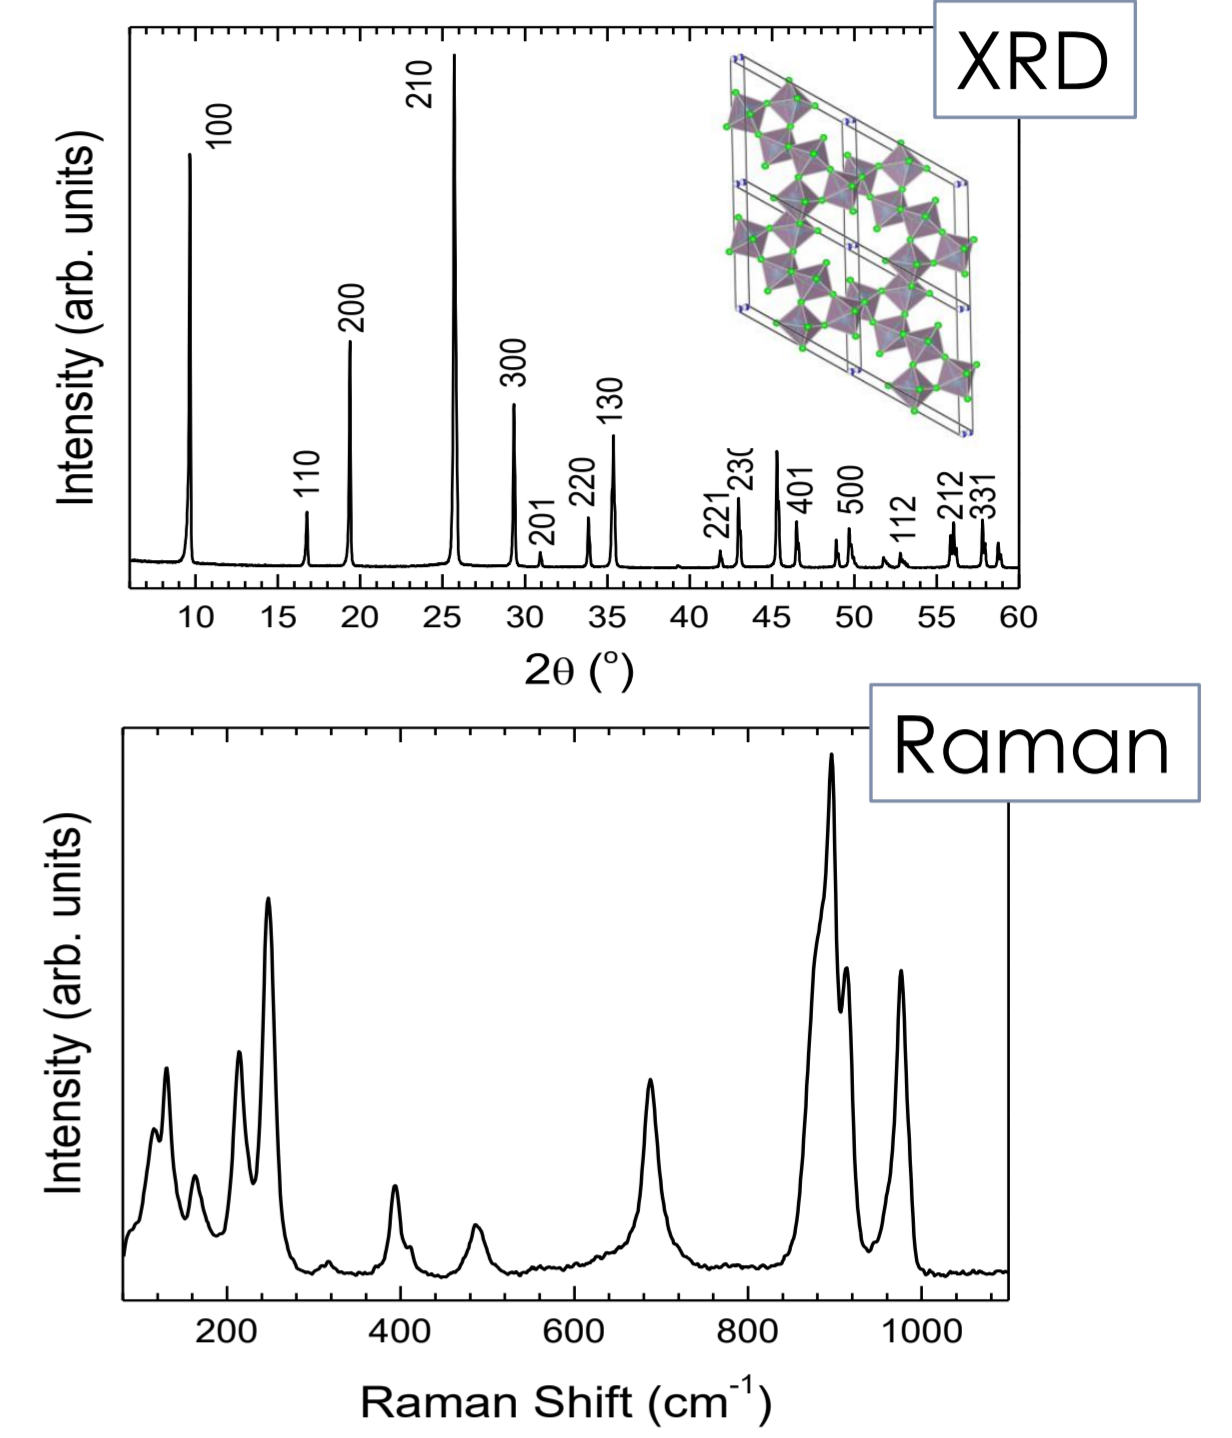 XRD
Intensity (arb. units)
100
110
200
210
300
201
220
130
221
230
401
500
112
212
331
10 15 20 25 30 35 40 45 50 55 60
2θ (°)
Raman
Intensity (arb. units)
200 400 600 800 1000
Raman Shift (cm⁻¹)